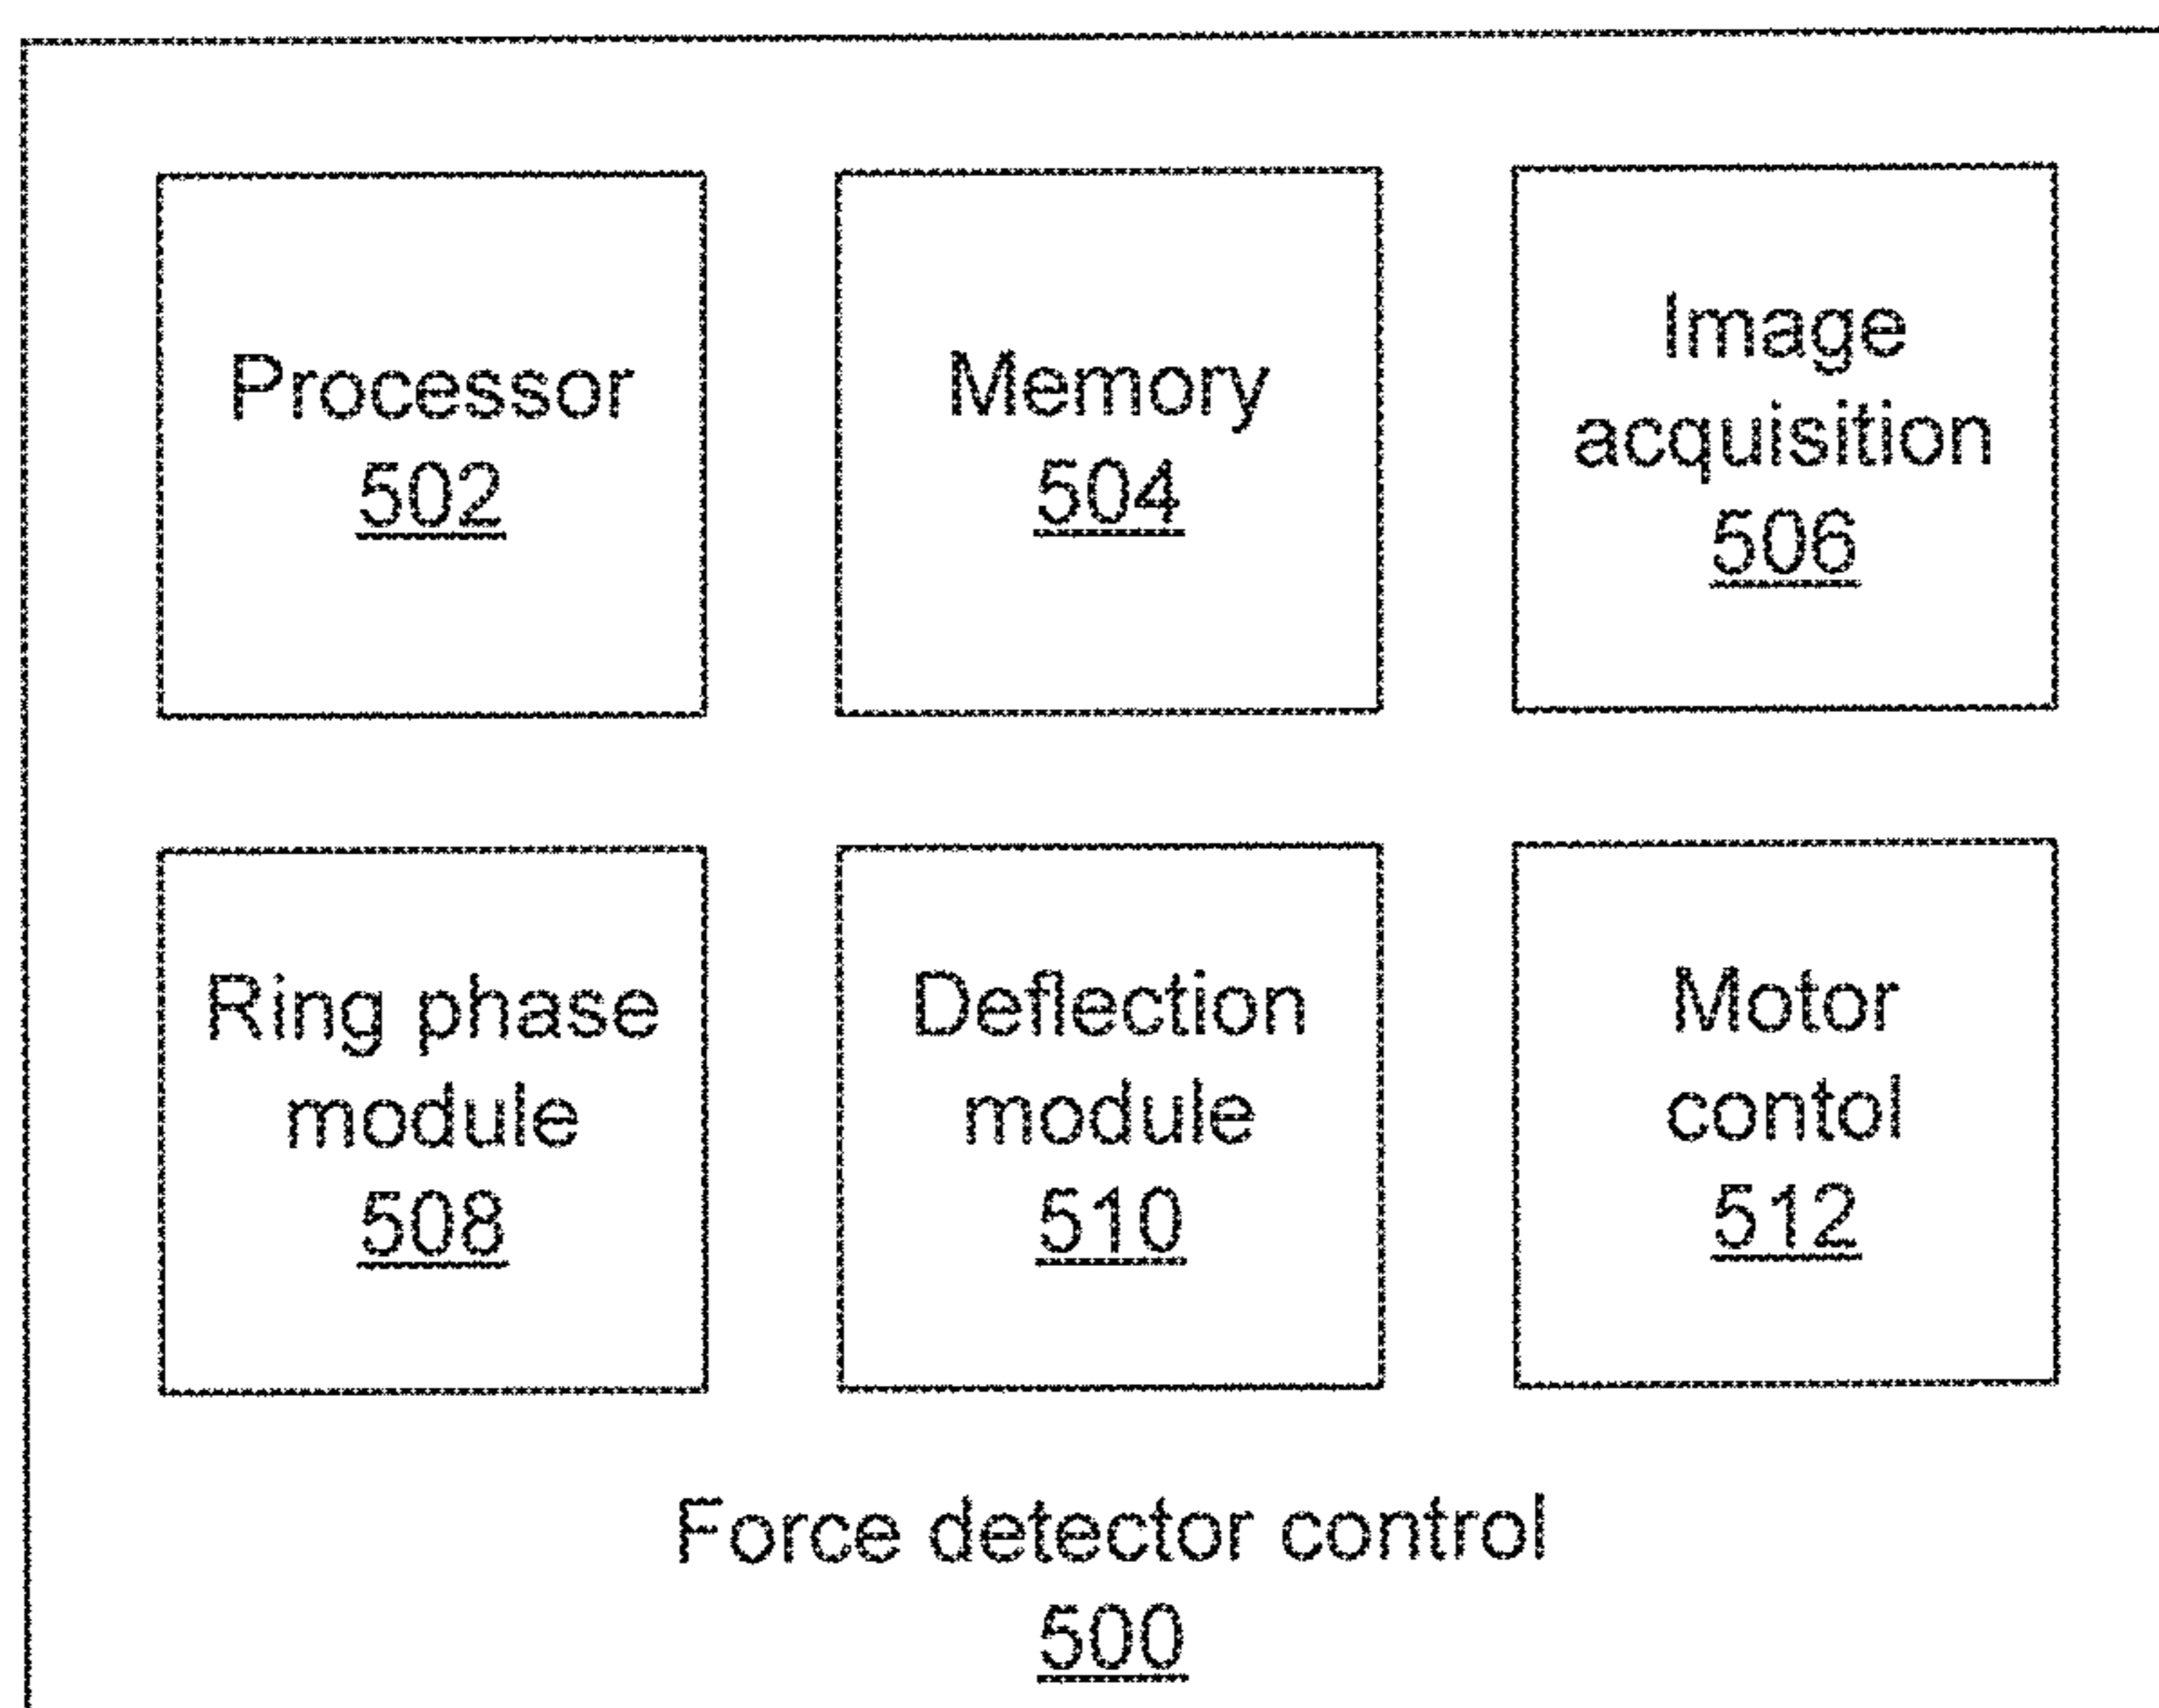 Processor
502
Memory
504
Image
acquisition
506
Ring phase
module
508
Deflection
module
510
Motor
contol
512
Force detector control
500